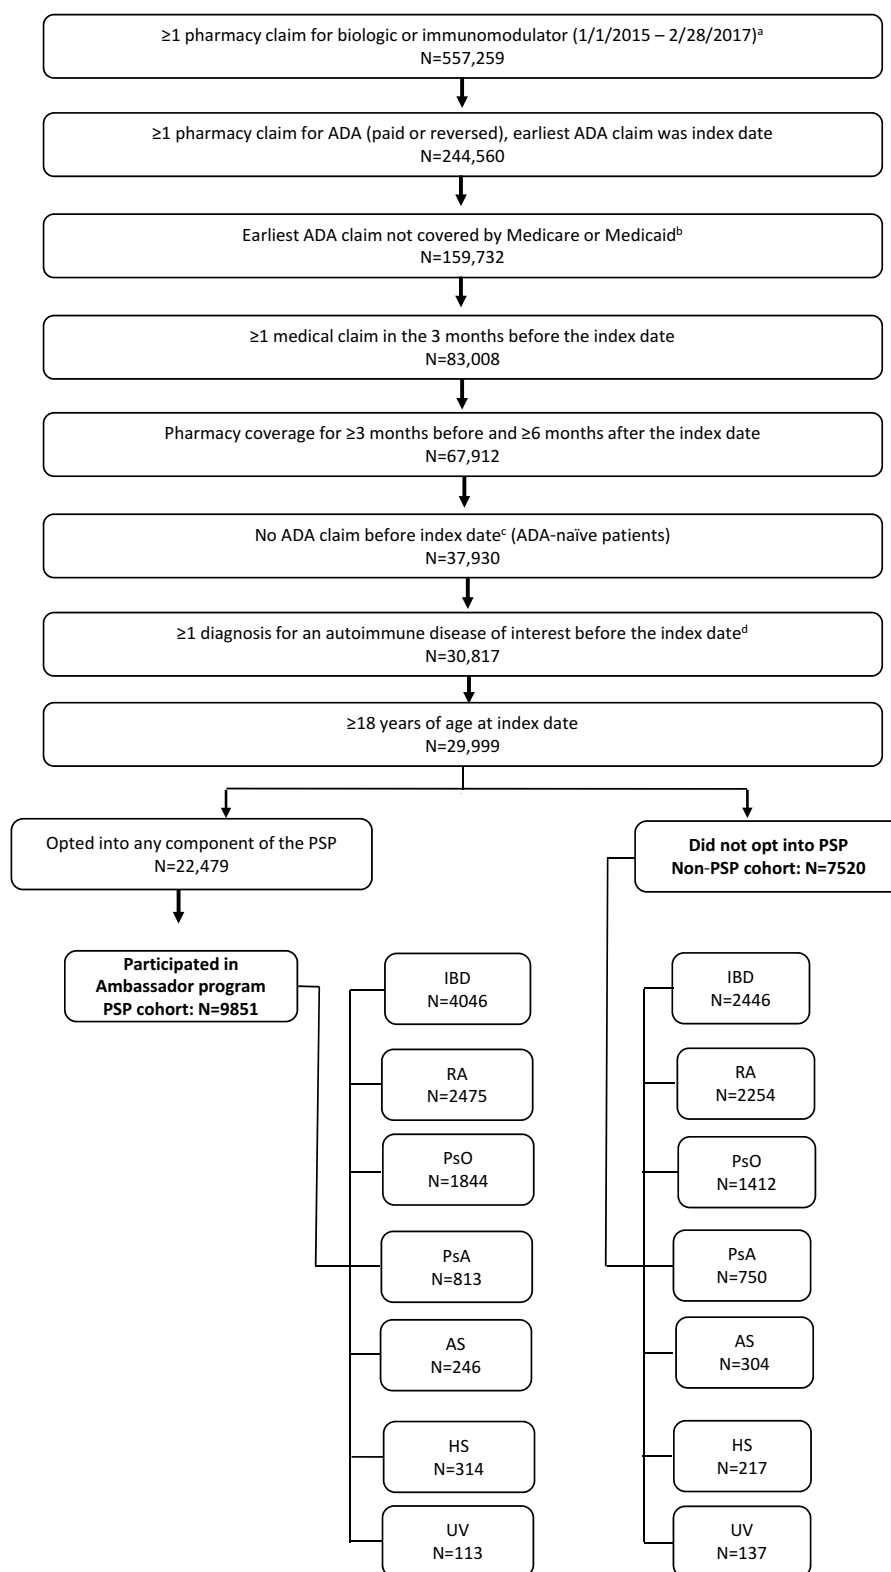 ≥1 pharmacy claim for biologic or immunomodulator (1/1/2015 – 2/28/2017)ᵃ
N=557,259
≥1 pharmacy claim for ADA (paid or reversed), earliest ADA claim was index date
N=244,560
Earliest ADA claim not covered by Medicare or Medicaidᵇ
N=159,732
≥1 medical claim in the 3 months before the index date
N=83,008
Pharmacy coverage for ≥3 months before and ≥6 months after the index date
N=67,912
No ADA claim before index dateᶜ (ADA-naïve patients)
N=37,930
≥1 diagnosis for an autoimmune disease of interest before the index dateᵈ
N=30,817
≥18 years of age at index date
N=29,999
Opted into any component of the PSP
N=22,479
Did not opt into PSP
Non-PSP cohort: N=7520
Participated in
Ambassador program
PSP cohort: N=9851
IBD
N=4046
RA
N=2475
PsO
N=1844
PsA
N=813
AS
N=246
HS
N=314
UV
N=113
IBD
N=2446
RA
N=2254
PsO
N=1412
PsA
N=750
AS
N=304
HS
N=217
UV
N=137